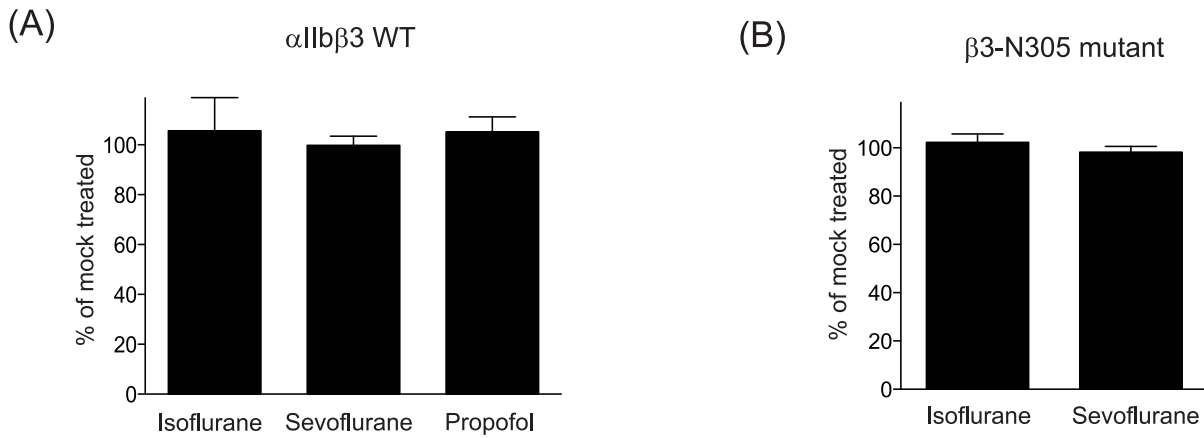 (A)
αIIbβ3 WT
% of mock treated
100
80
60
40
20
0
Isoflurane Sevoflurane Propofol
(B)
β3-N305 mutant
% of mock treated
100
80
60
40
20
0
Isoflurane Sevoflurane